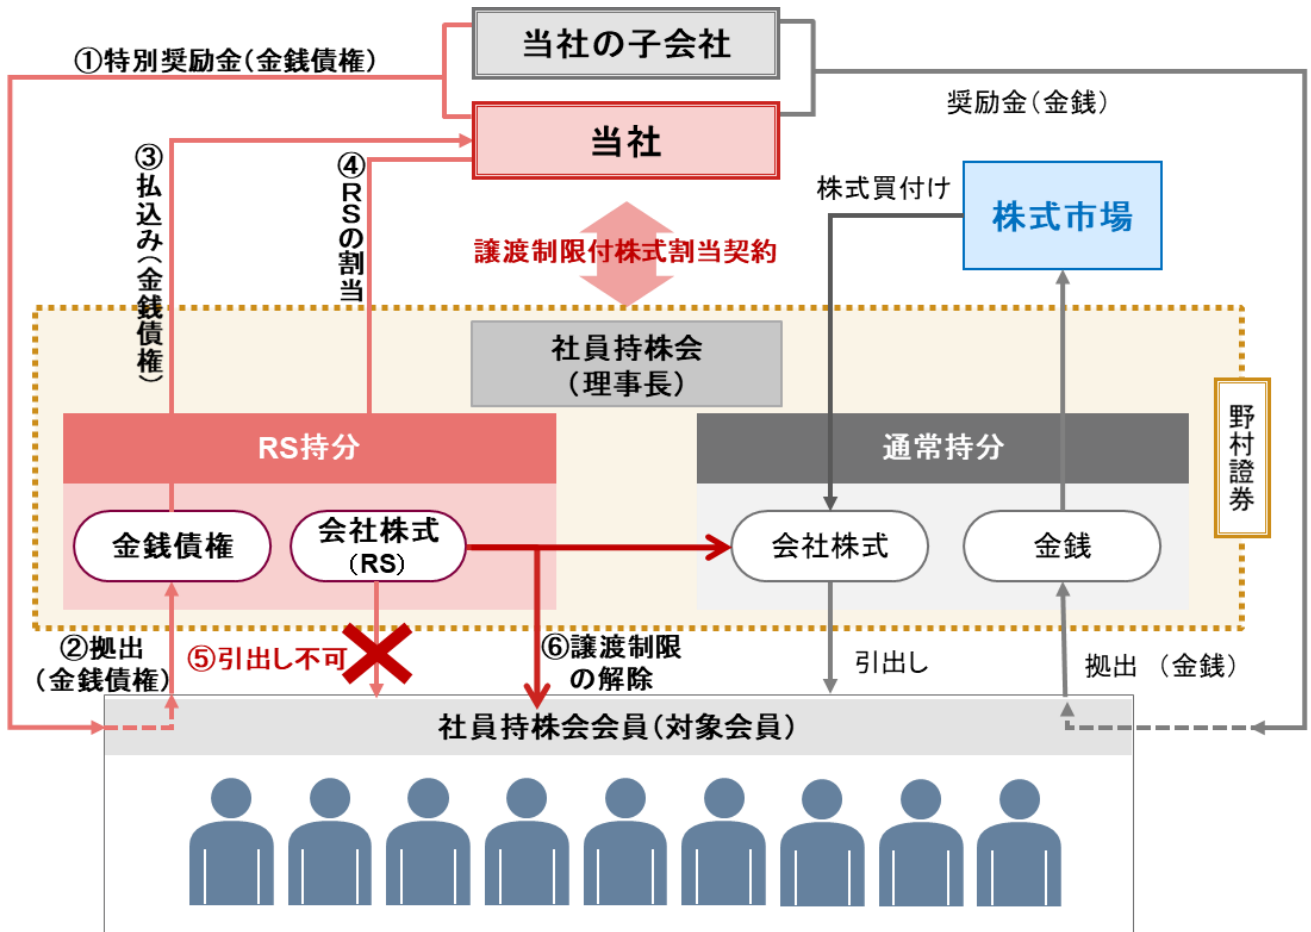 当社の子会社
①特別奨励金(金銭債権)
奨励金(金銭)
当社
③払込み(金銭債権)
④RSの割当
株式買付け
株式市場
譲渡制限付株式割当契約
社員持株会
(理事長)
野村證券
RS持分
通常持分
金銭債権
会社株式
(RS)
会社株式
金銭
②拠出
(金銭債権)
⑤引出し不可
⑥譲渡制限
の解除
引出し
拠出 (金銭)
社員持株会会員(対象会員)